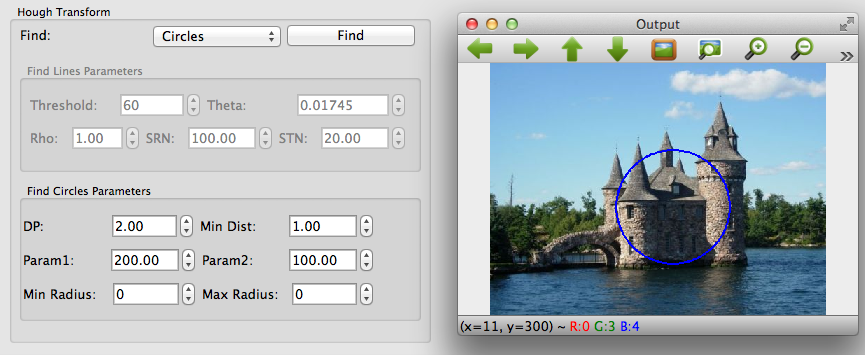 Hough Transform
Find: Circles Find
Find Lines Parameters
Threshold: 60 Theta: 0.01745
Rho: 1.00 SRN: 100.00 STN: 20.00
Find Circles Parameters
DP: 2.00 Min Dist: 1.00
Param1: 200.00 Param2: 100.00
Min Radius: 0 Max Radius: 0
Output
(x=11, y=300) ~ R:0 G:3 B:4